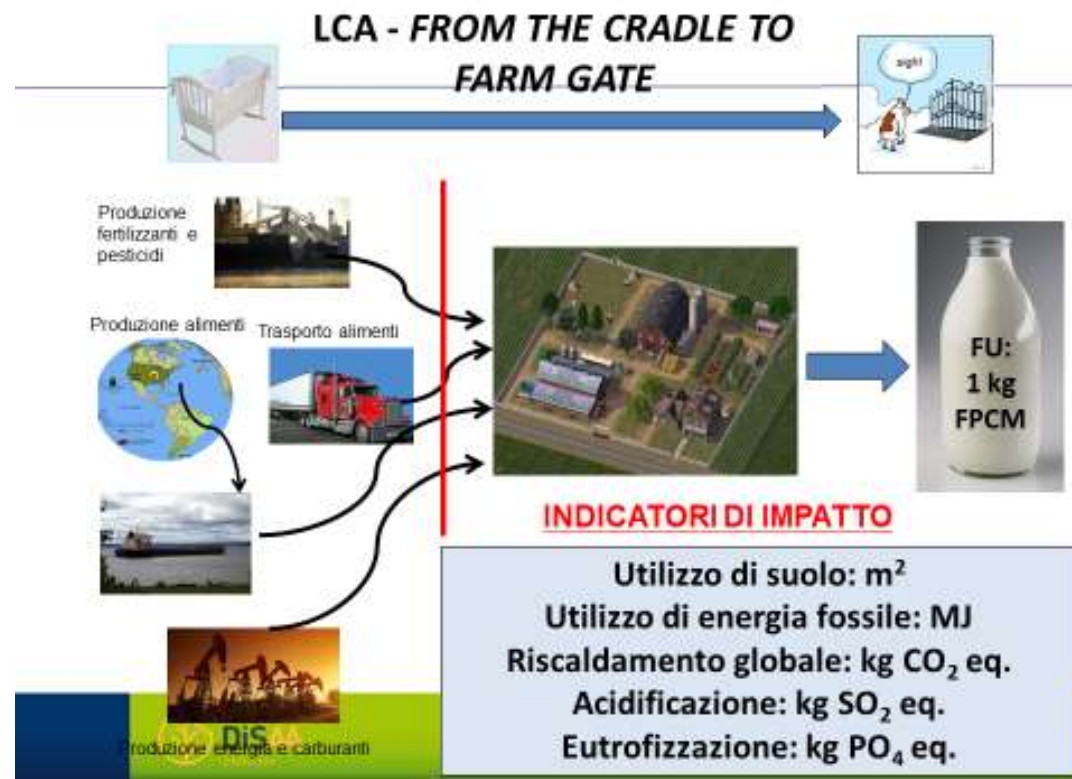 LCA - FROM THE CRADLE TO
FARM GATE
sigh!
Produzione
fertilizzanti e
pesticidi
Produzione alimenti
Trasporto alimenti
FU:
1 kg
FPCM
INDICATORI DI IMPATTO
Utilizzo di suolo: m²
Utilizzo di energia fossile: MJ
Riscaldamento globale: kg CO₂ eq.
Acidificazione: kg SO₂ eq.
Eutrofizzazione: kg PO₄ eq.
DiSAA
Produzione energia e carburanti